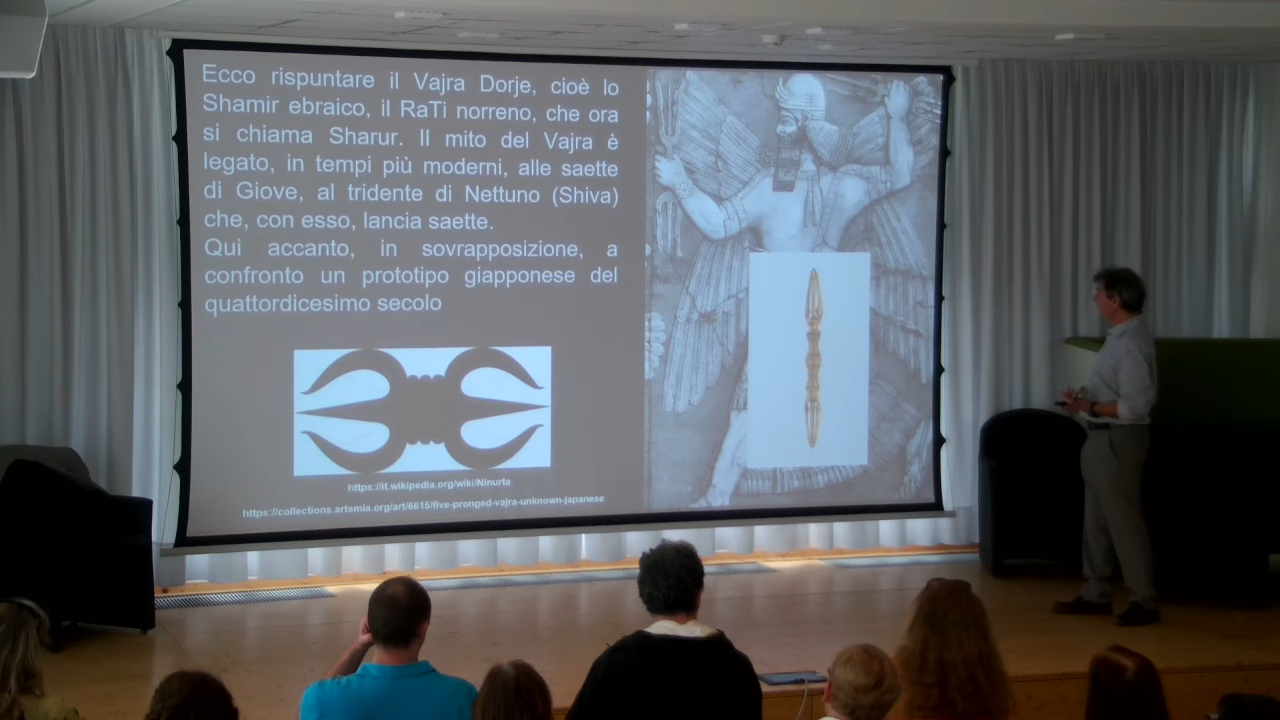 Ecco rispuntare il Vajra Dorje, cioè lo
Shamir ebraico, il RaTi norreno, che ora
si chiama Sharur. Il mito del Vajra è
legato, in tempi più moderni, alle saette
di Giove, al tridente di Nettuno (Shiva)
che, con esso, lancia saette.
Qui accanto, in sovrapposizione, a
confronto un prototipo giapponese del
quattordicesimo secolo
https://it.wikipedia.org/wiki/Ninurta
https://collections.artsmia.org/art/6615/five-pronged-vajra-unknown-japanese